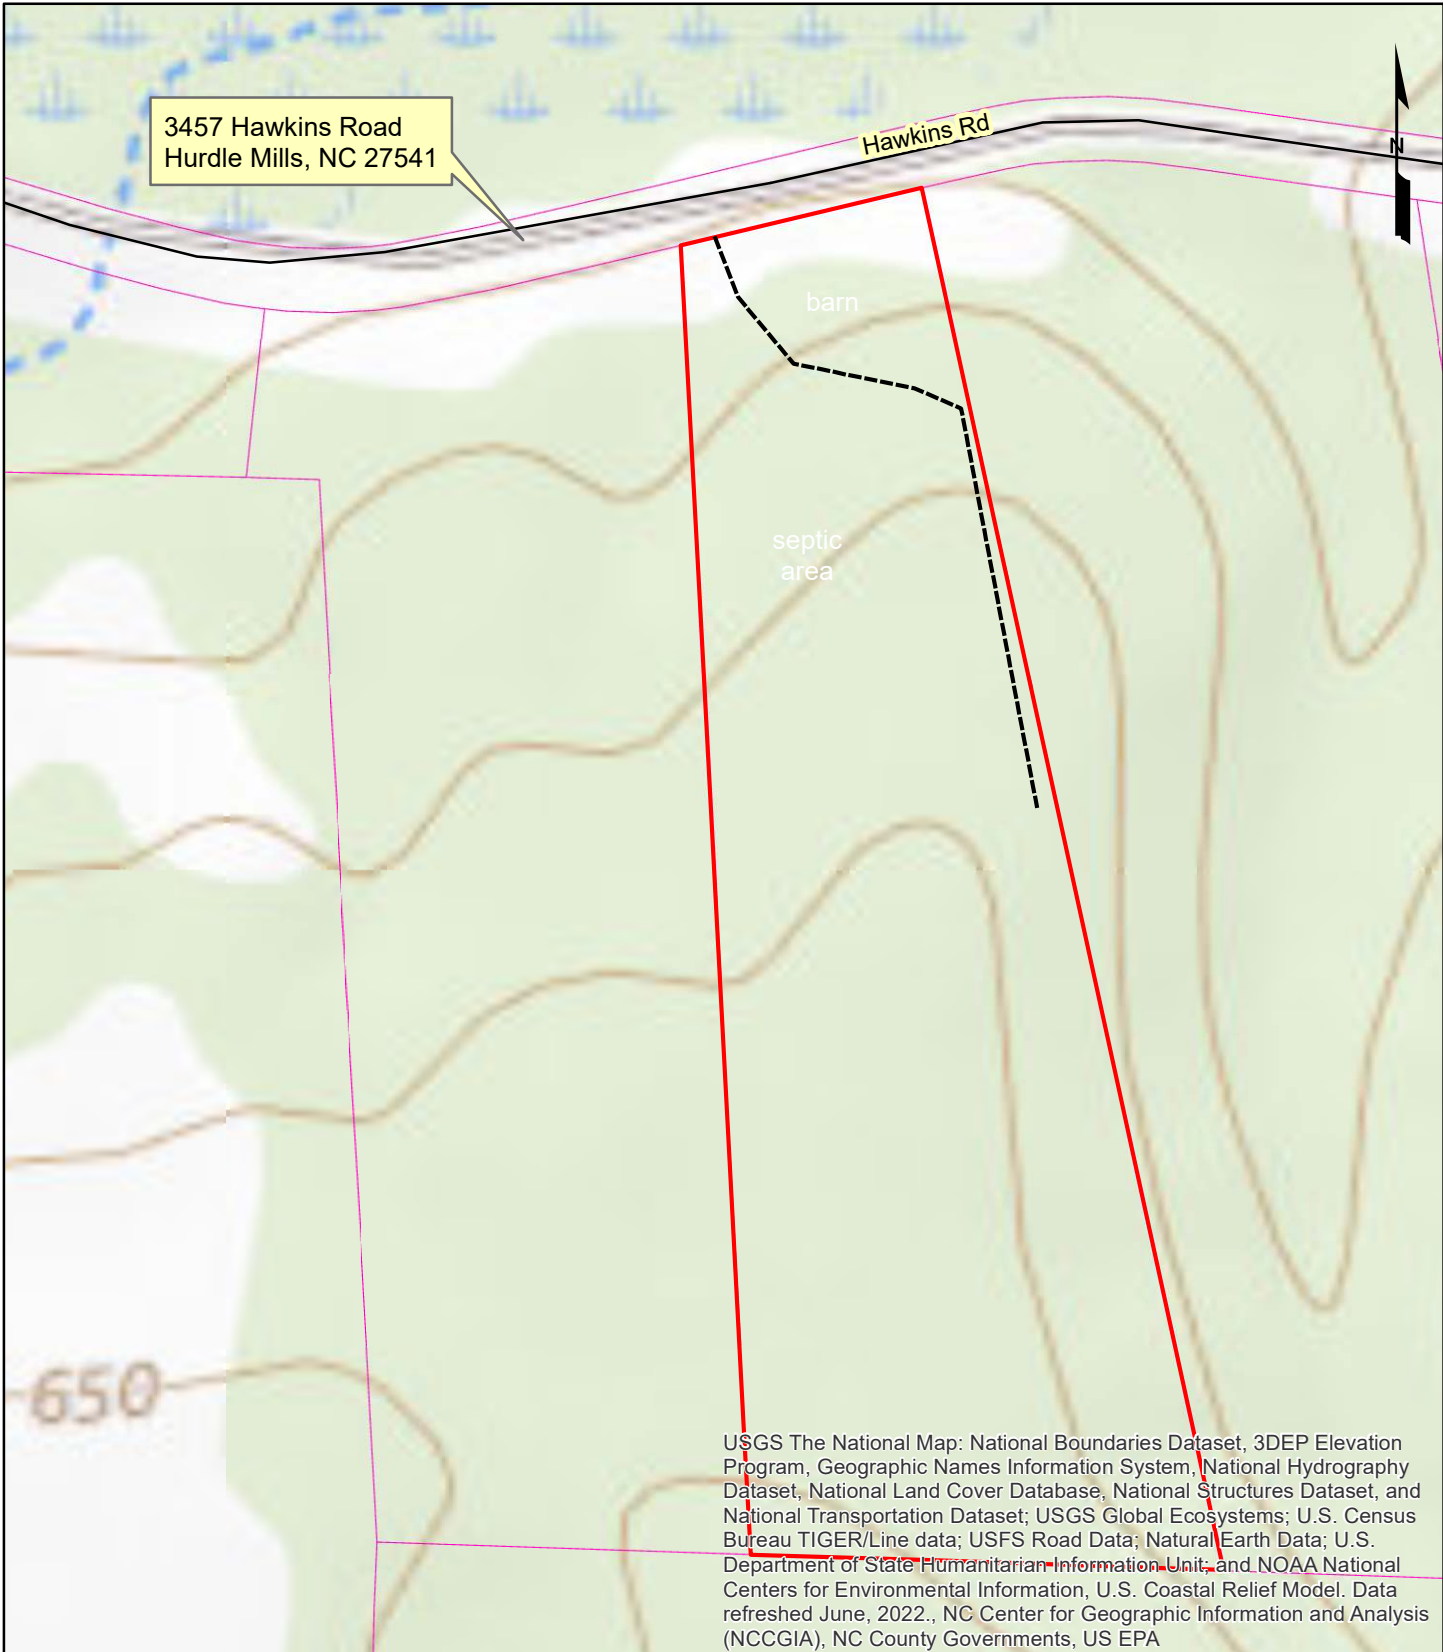 3457 Hawkins Road
Hurdle Mills, NC 27541
Hawkins Rd
N
barn
septic
area
650
USGS The National Map: National Boundaries Dataset, 3DEP Elevation
Program, Geographic Names Information System, National Hydrography
Dataset, National Land Cover Database, National Structures Dataset, and
National Transportation Dataset; USGS Global Ecosystems; U.S. Census
Bureau TIGER/Line data; USFS Road Data; Natural Earth Data; U.S.
Department of State Humanitarian Information Unit; and NOAA National
Centers for Environmental Information, U.S. Coastal Relief Model. Data
refreshed June, 2022., NC Center for Geographic Information and Analysis
(NCCGIA), NC County Governments, US EPA